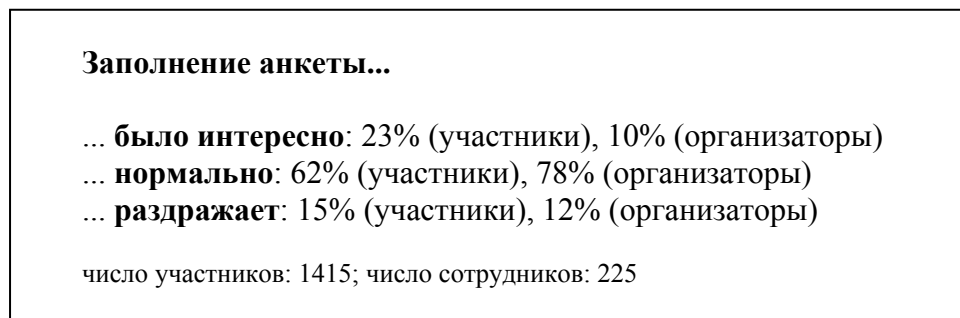 Заполнение анкеты...
... было интересно: 23% (участники), 10% (организаторы)
... нормально: 62% (участники), 78% (организаторы)
... раздражает: 15% (участники), 12% (организаторы)
число участников: 1415; число сотрудников: 225